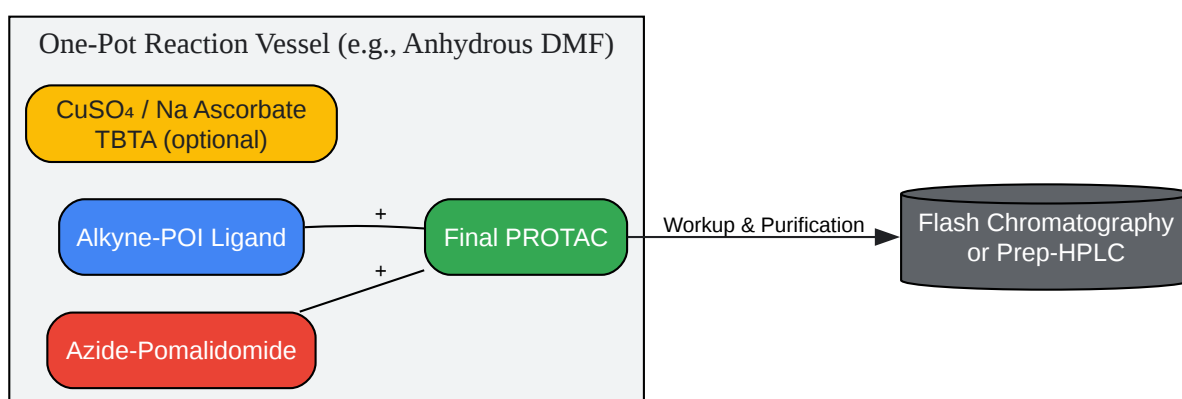 One-Pot Reaction Vessel (e.g., Anhydrous DMF)
CuSO₄ / Na Ascorbate
TBTA (optional)
Alkyne-POI Ligand
+
Final PROTAC
Workup & Purification
Flash Chromatography
or Prep-HPLC
+
Azide-Pomalidomide